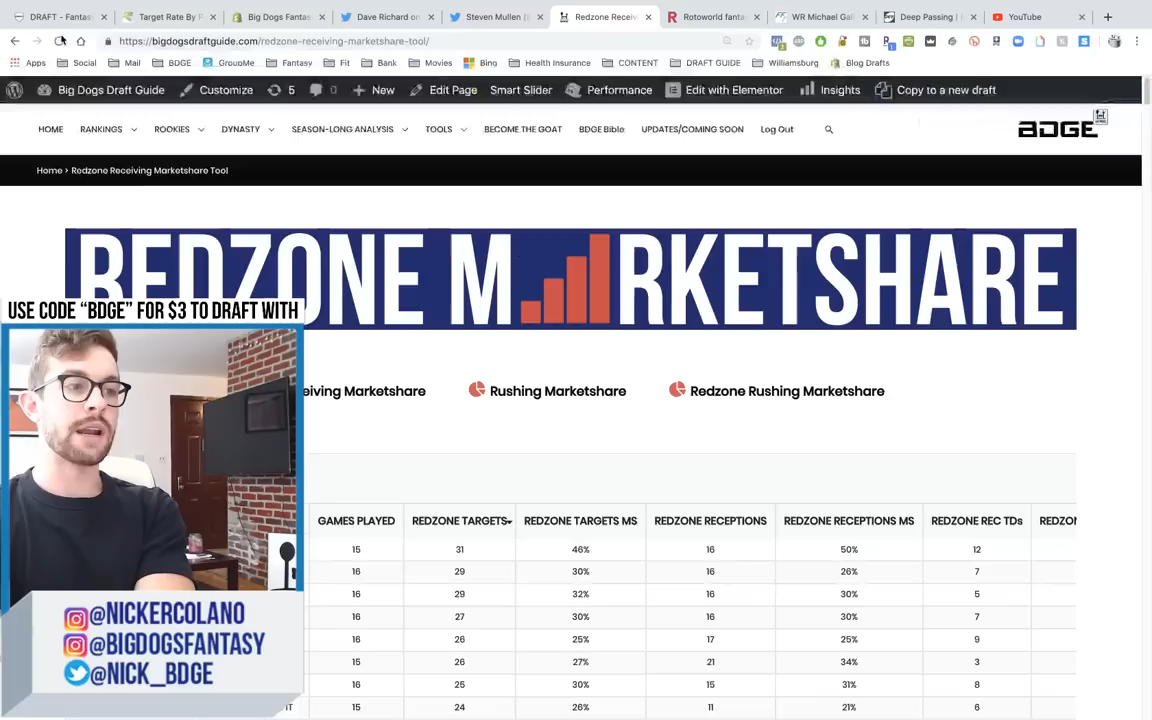 DRAFT - Fantasy
Target Rate By F
Big Dogs Fantas
Dave Richard on
Steven Mullen (
Redzone Receiv
Rotoworld fanta
WR Michael Gal
Deep Passing |
YouTube
https://bigdogsdraftguide.com/redzone-receiving-marketshare-tool/
Apps
Social
Mail
BDGE
GroupMe
Fantasy
Fit
Bank
Movies
Bing
Health Insurance
CONTENT
DRAFT GUIDE
Williamsburg
Blog Drafts
Big Dogs Draft Guide
Customize
5
0
New
Edit Page
Smart Slider
Performance
Edit with Elementor
Insights
Copy to a new draft
HOME
RANKINGS
ROOKIES
DYNASTY
SEASON-LONG ANALYSIS
TOOLS
BECOME THE GOAT
BDGE Bible
UPDATES/COMING SOON
Log Out
BDGE
Home > Redzone Receiving Marketshare Tool
REDZONE M RKETSHARE
USE CODE "BDGE" FOR $3 TO DRAFT WITH
eiving Marketshare
Rushing Marketshare
Redzone Rushing Marketshare
GAMES PLAYED REDZONE TARGETS REDZONE TARGETS MS REDZONE RECEPTIONS REDZONE RECEPTIONS MS REDZONE REC TDs REDZON
15 31 46% 16 50% 12
16 29 30% 16 26% 7
16 29 32% 16 30% 5
16 27 30% 16 30% 7
16 26 25% 17 25% 9
15 26 27% 21 34% 3
16 25 30% 15 31% 8
IT 15 24 26% 11 21% 6
@NICKERCOLANO
@BIGDOGSFANTASY
@NICK_BDGE